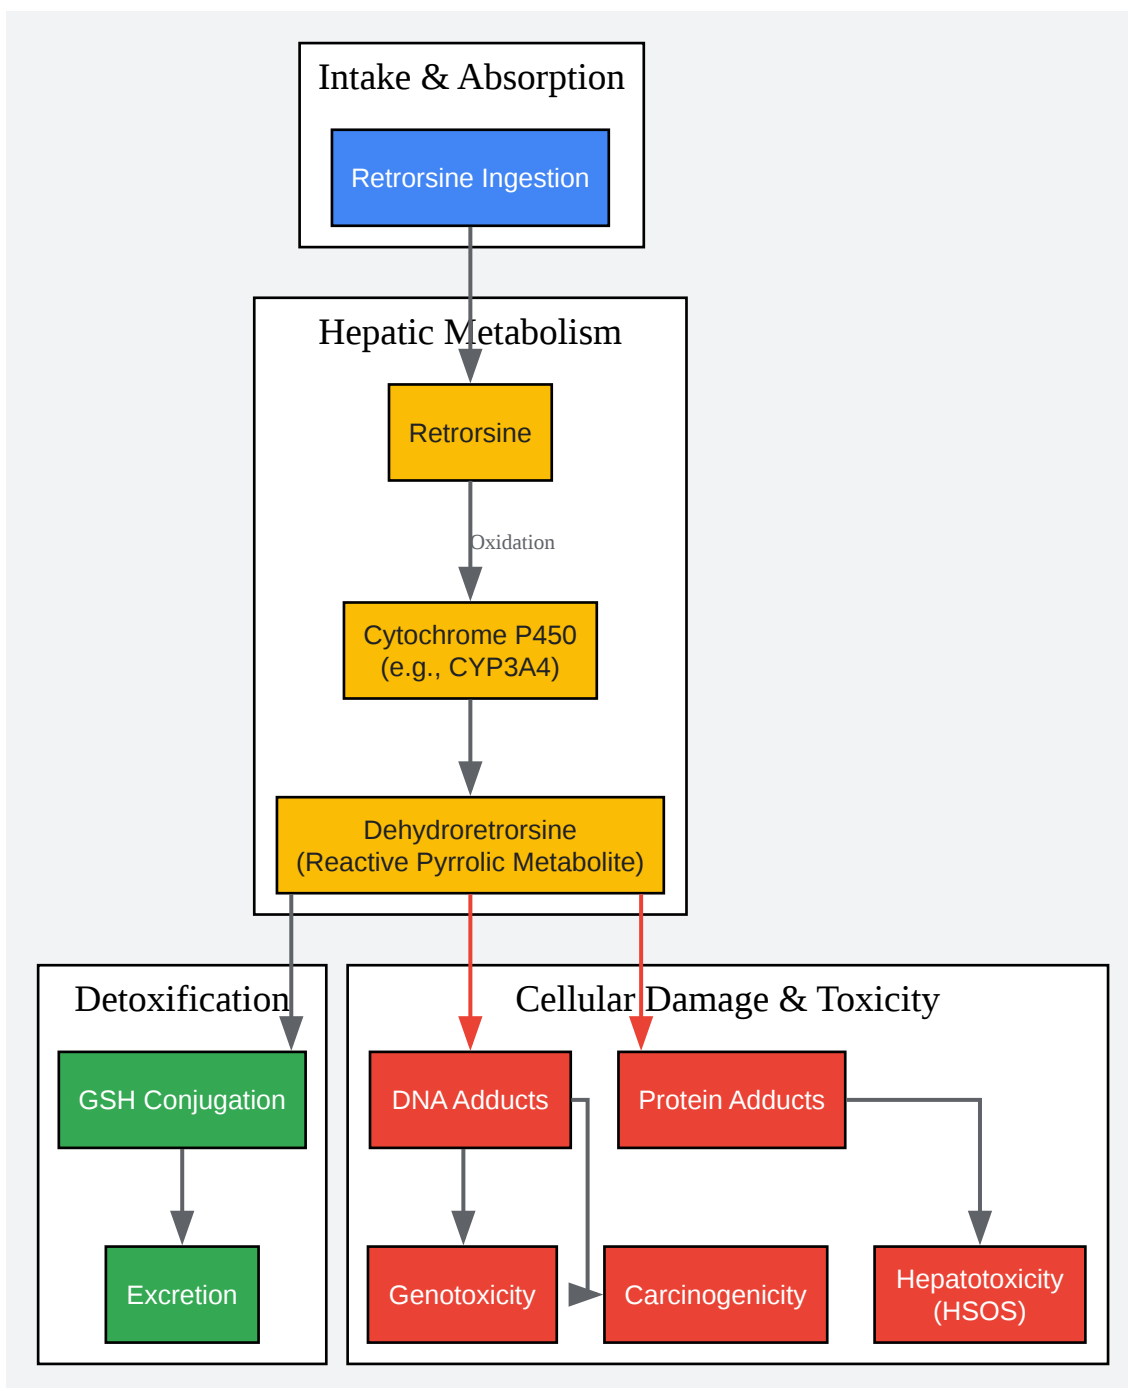 Intake & Absorption
Retrorsine Ingestion
Hepatic Metabolism
Retrorsine
Oxidation
Cytochrome P450
(e.g., CYP3A4)
Dehydroretrorsine
(Reactive Pyrrolic Metabolite)
Detoxification
GSH Conjugation
Excretion
Cellular Damage & Toxicity
DNA Adducts
Protein Adducts
Genotoxicity
Carcinogenicity
Hepatotoxicity
(HSOS)